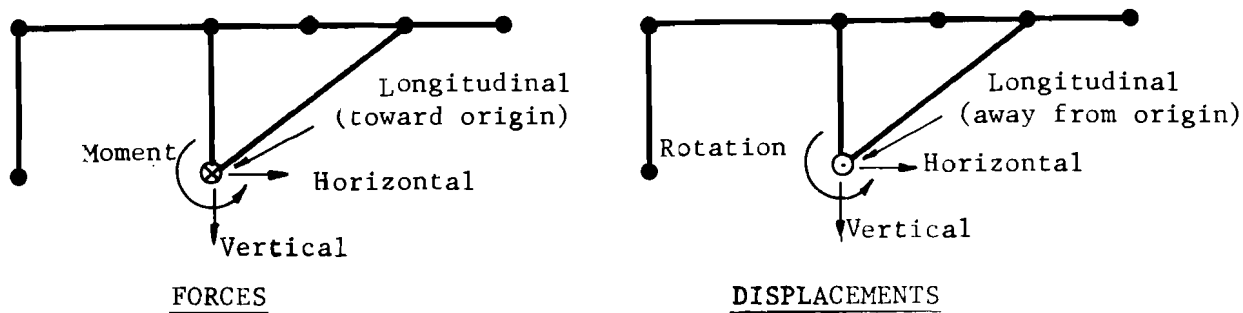 Longitudinal
(toward origin)
Moment
Horizontal
Vertical
FORCES
Longitudinal
(away from origin)
Rotation
Horizontal
Vertical
DISPLACEMENTS